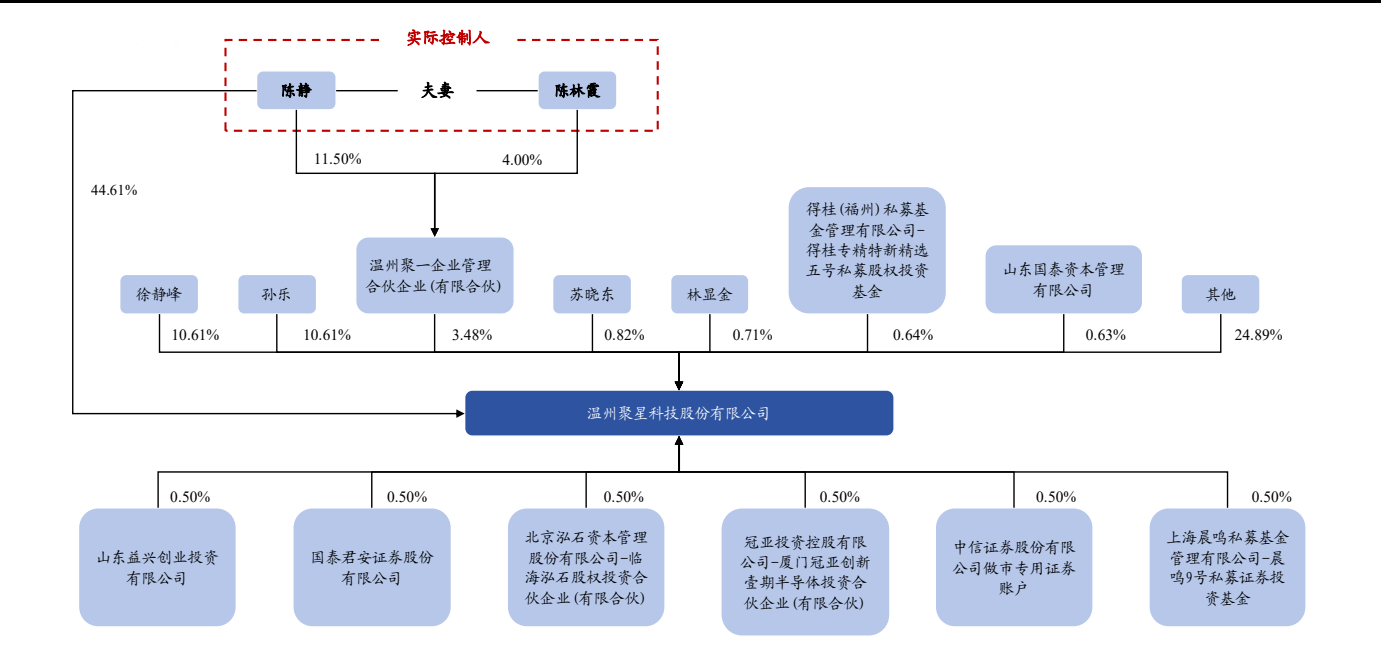 实际控制人
陈静
夫妻
陈林霞
11.50%
4.00%
44.61%
徐静峰
孙乐
温州聚一企业管理
合伙企业(有限合伙)
苏晓东
林显金
得桂(福州)私募基
金管理有限公司-
得桂专精特新精选
五号私募股权投资
基金
山东国泰资本管理
有限公司
其他
10.61%
10.61%
3.48%
0.82%
0.71%
0.64%
0.63%
24.89%
温州聚星科技股份有限公司
0.50%
0.50%
0.50%
0.50%
0.50%
0.50%
山东益兴创业投资
有限公司
国泰君安证券股份
有限公司
北京泓石资本管理
股份有限公司-临
海泓石股权投资合
伙企业(有限合伙)
冠亚投资控股有限
公司-厦门冠亚创新
壹期半导体投资合
伙企业(有限合伙)
中信证券股份有限
公司做市专用证券
账户
上海晨鸣私募基金
管理有限公司-晨
鸣9号私募证券投
资基金